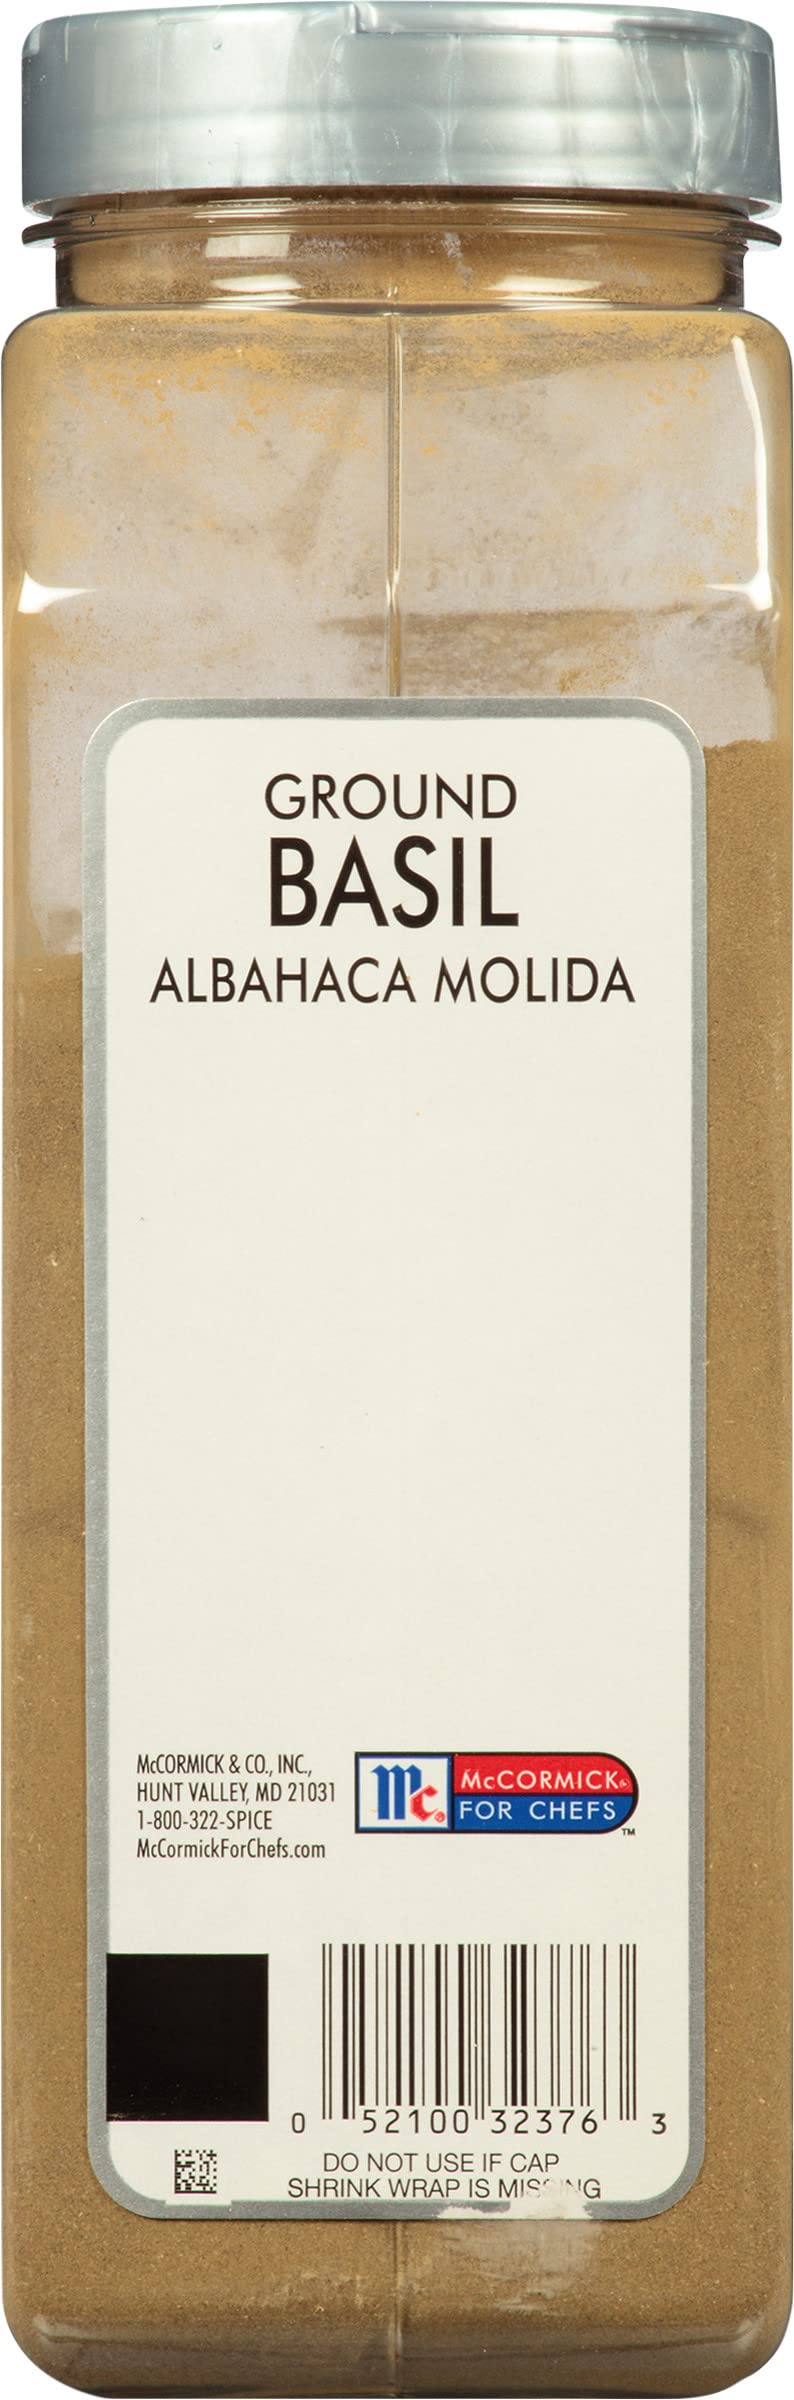 GROUND
BASIL
ALBAHACA MOLIDA
McCORMICK & CO., INC.,
HUNT VALLEY, MD 21031
1-800-322-SPICE
McCormickForChefs.com
Mc® McCORMICK®
FOR CHEFS™
0 52100 32376 3
DO NOT USE IF CAP
SHRINK WRAP IS MISSING